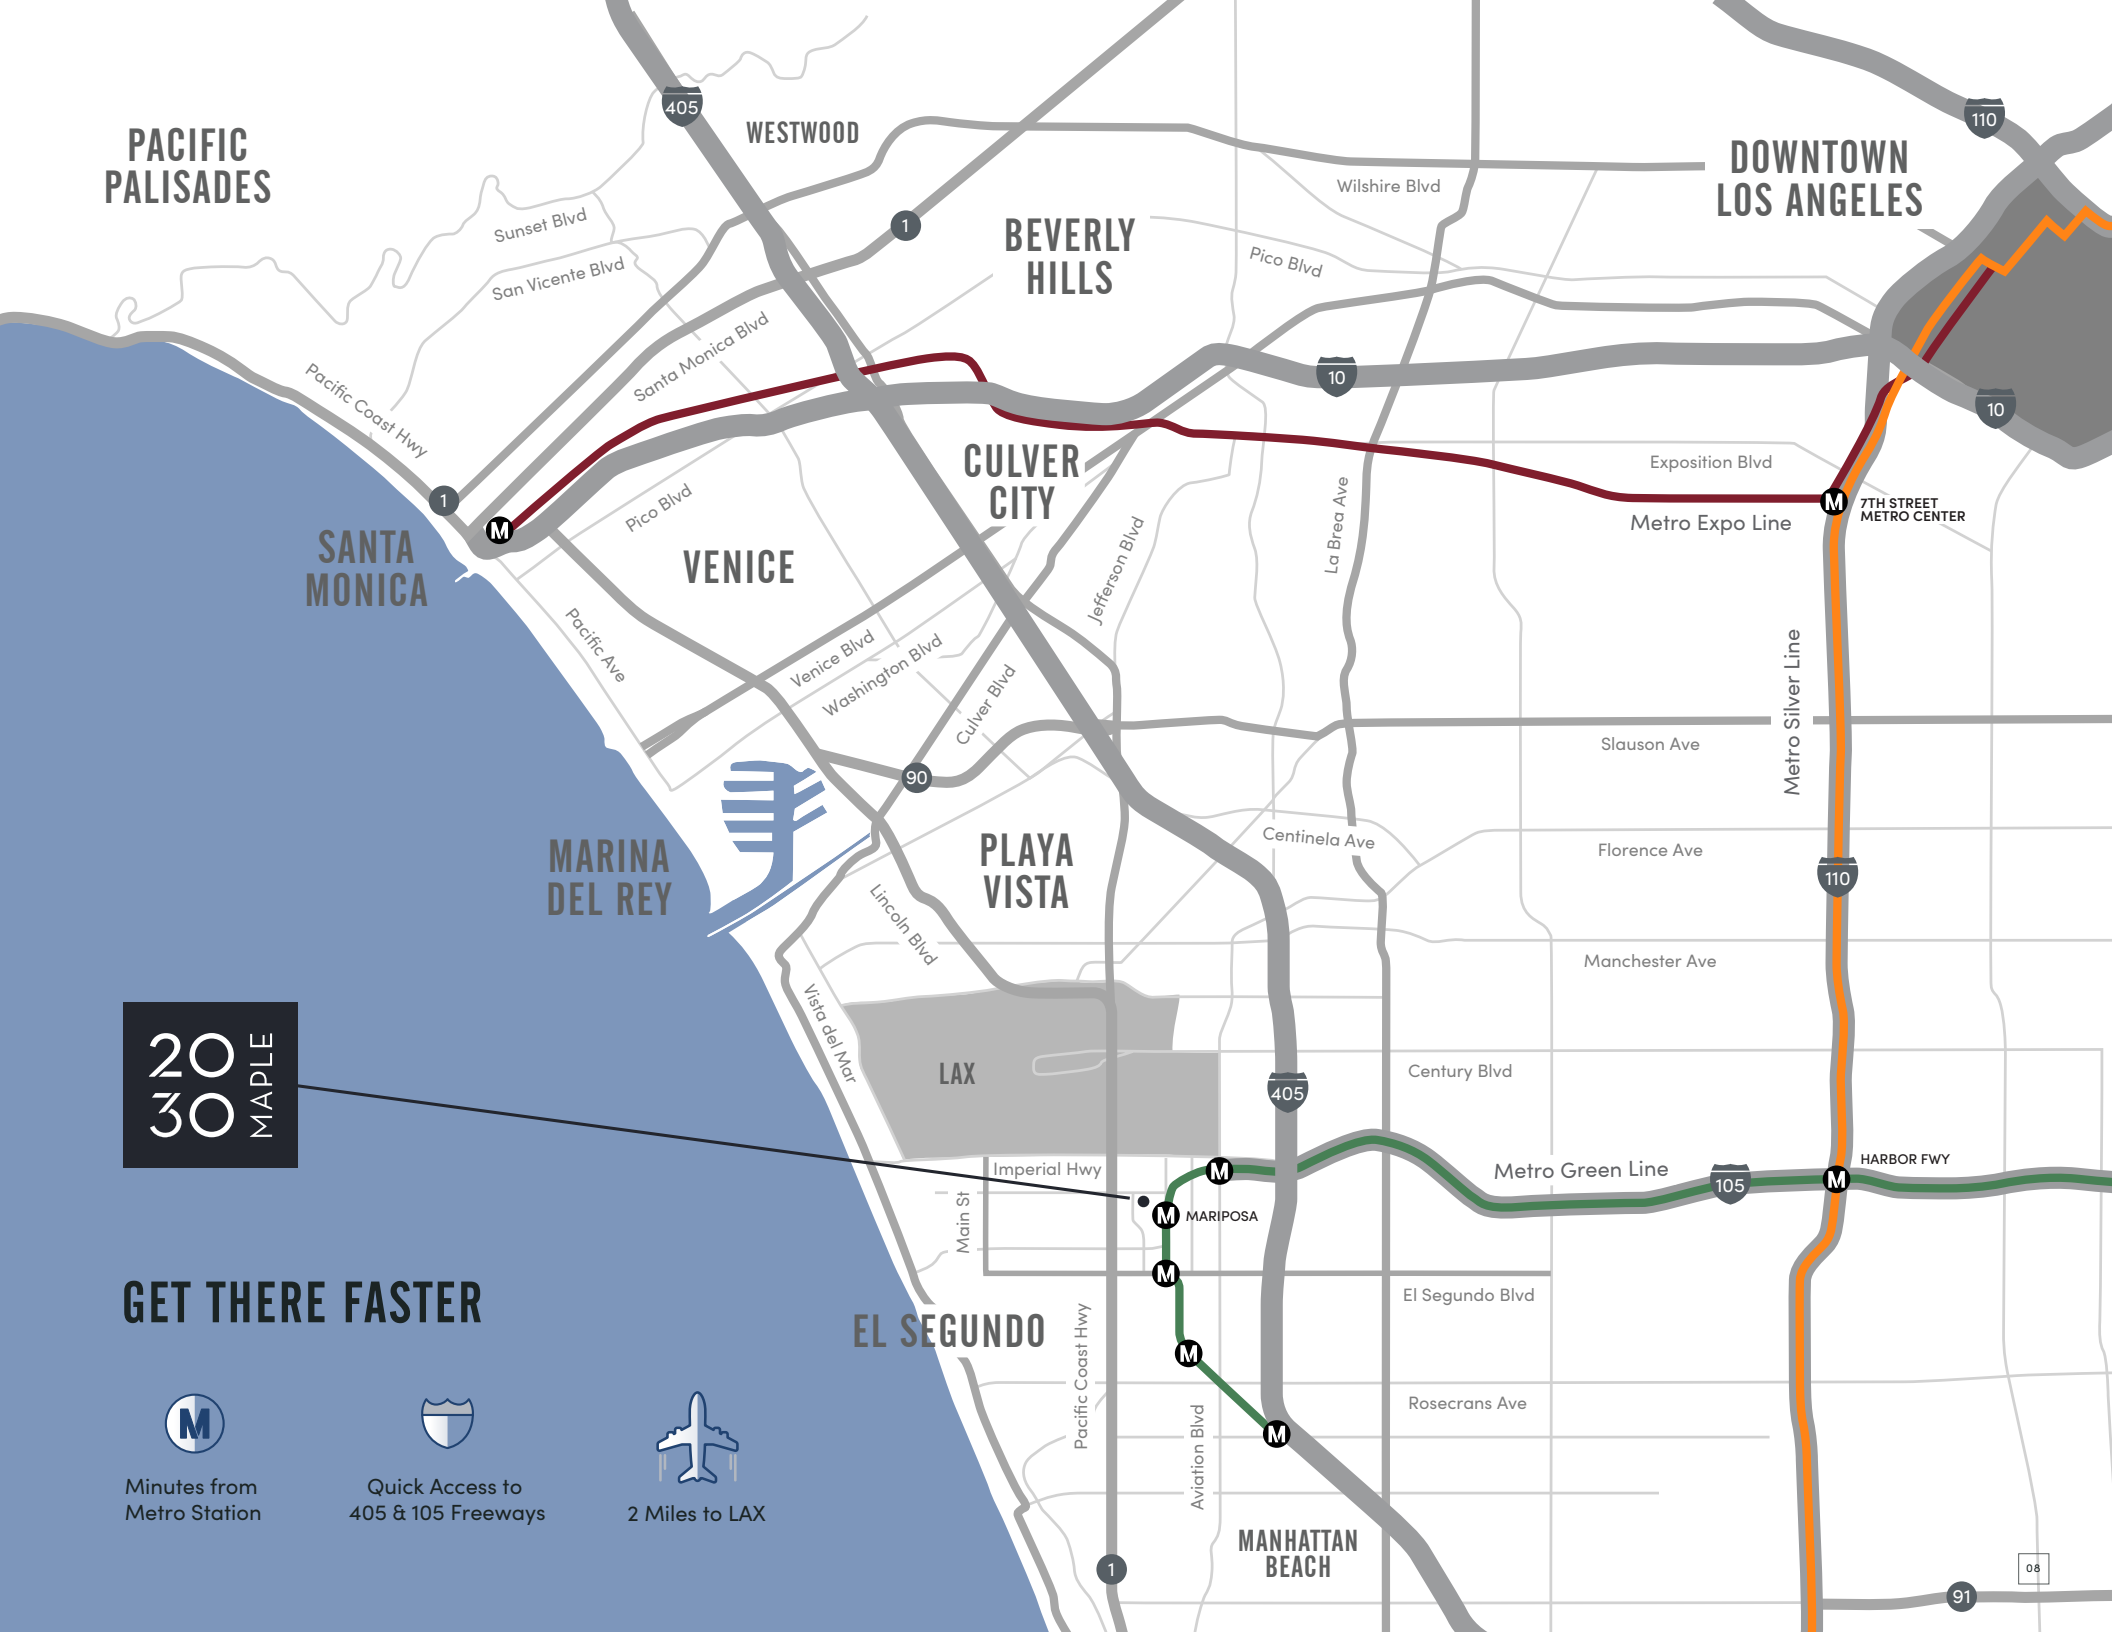 405
WESTWOOD
110
PACIFIC
PALISADES
DOWNTOWN
LOS ANGELES
Wilshire Blvd
Sunset Blvd
1
BEVERLY
HILLS
San Vicente Blvd
Pico Blvd
Santa Monica Blvd
Pacific Coast Hwy
10
10
CULVER
CITY
Exposition Blvd
1
M
Pico Blvd
La Brea Ave
M
7TH STREET
METRO CENTER
Metro Expo Line
SANTA
MONICA
VENICE
Jefferson Blvd
Pacific Ave
Venice Blvd
Washington Blvd
Culver Blvd
Metro Silver Line
Slauson Ave
90
MARINA
DEL REY
PLAYA
VISTA
Centinela Ave
Florence Ave
110
Lincoln Blvd
Manchester Ave
Vista del Mar
20
30
MAPLE
LAX
Century Blvd
405
Imperial Hwy
M
Metro Green Line
105
HARBOR FWY
M
Main St
M
MARIPOSA
M
El Segundo Blvd
GET THERE FASTER
EL SEGUNDO
Pacific Coast Hwy
M
Rosecrans Ave
Aviation Blvd
M
M
Minutes from
Metro Station
Quick Access to
405 & 105 Freeways
2 Miles to LAX
MANHATTAN
BEACH
1
08
91